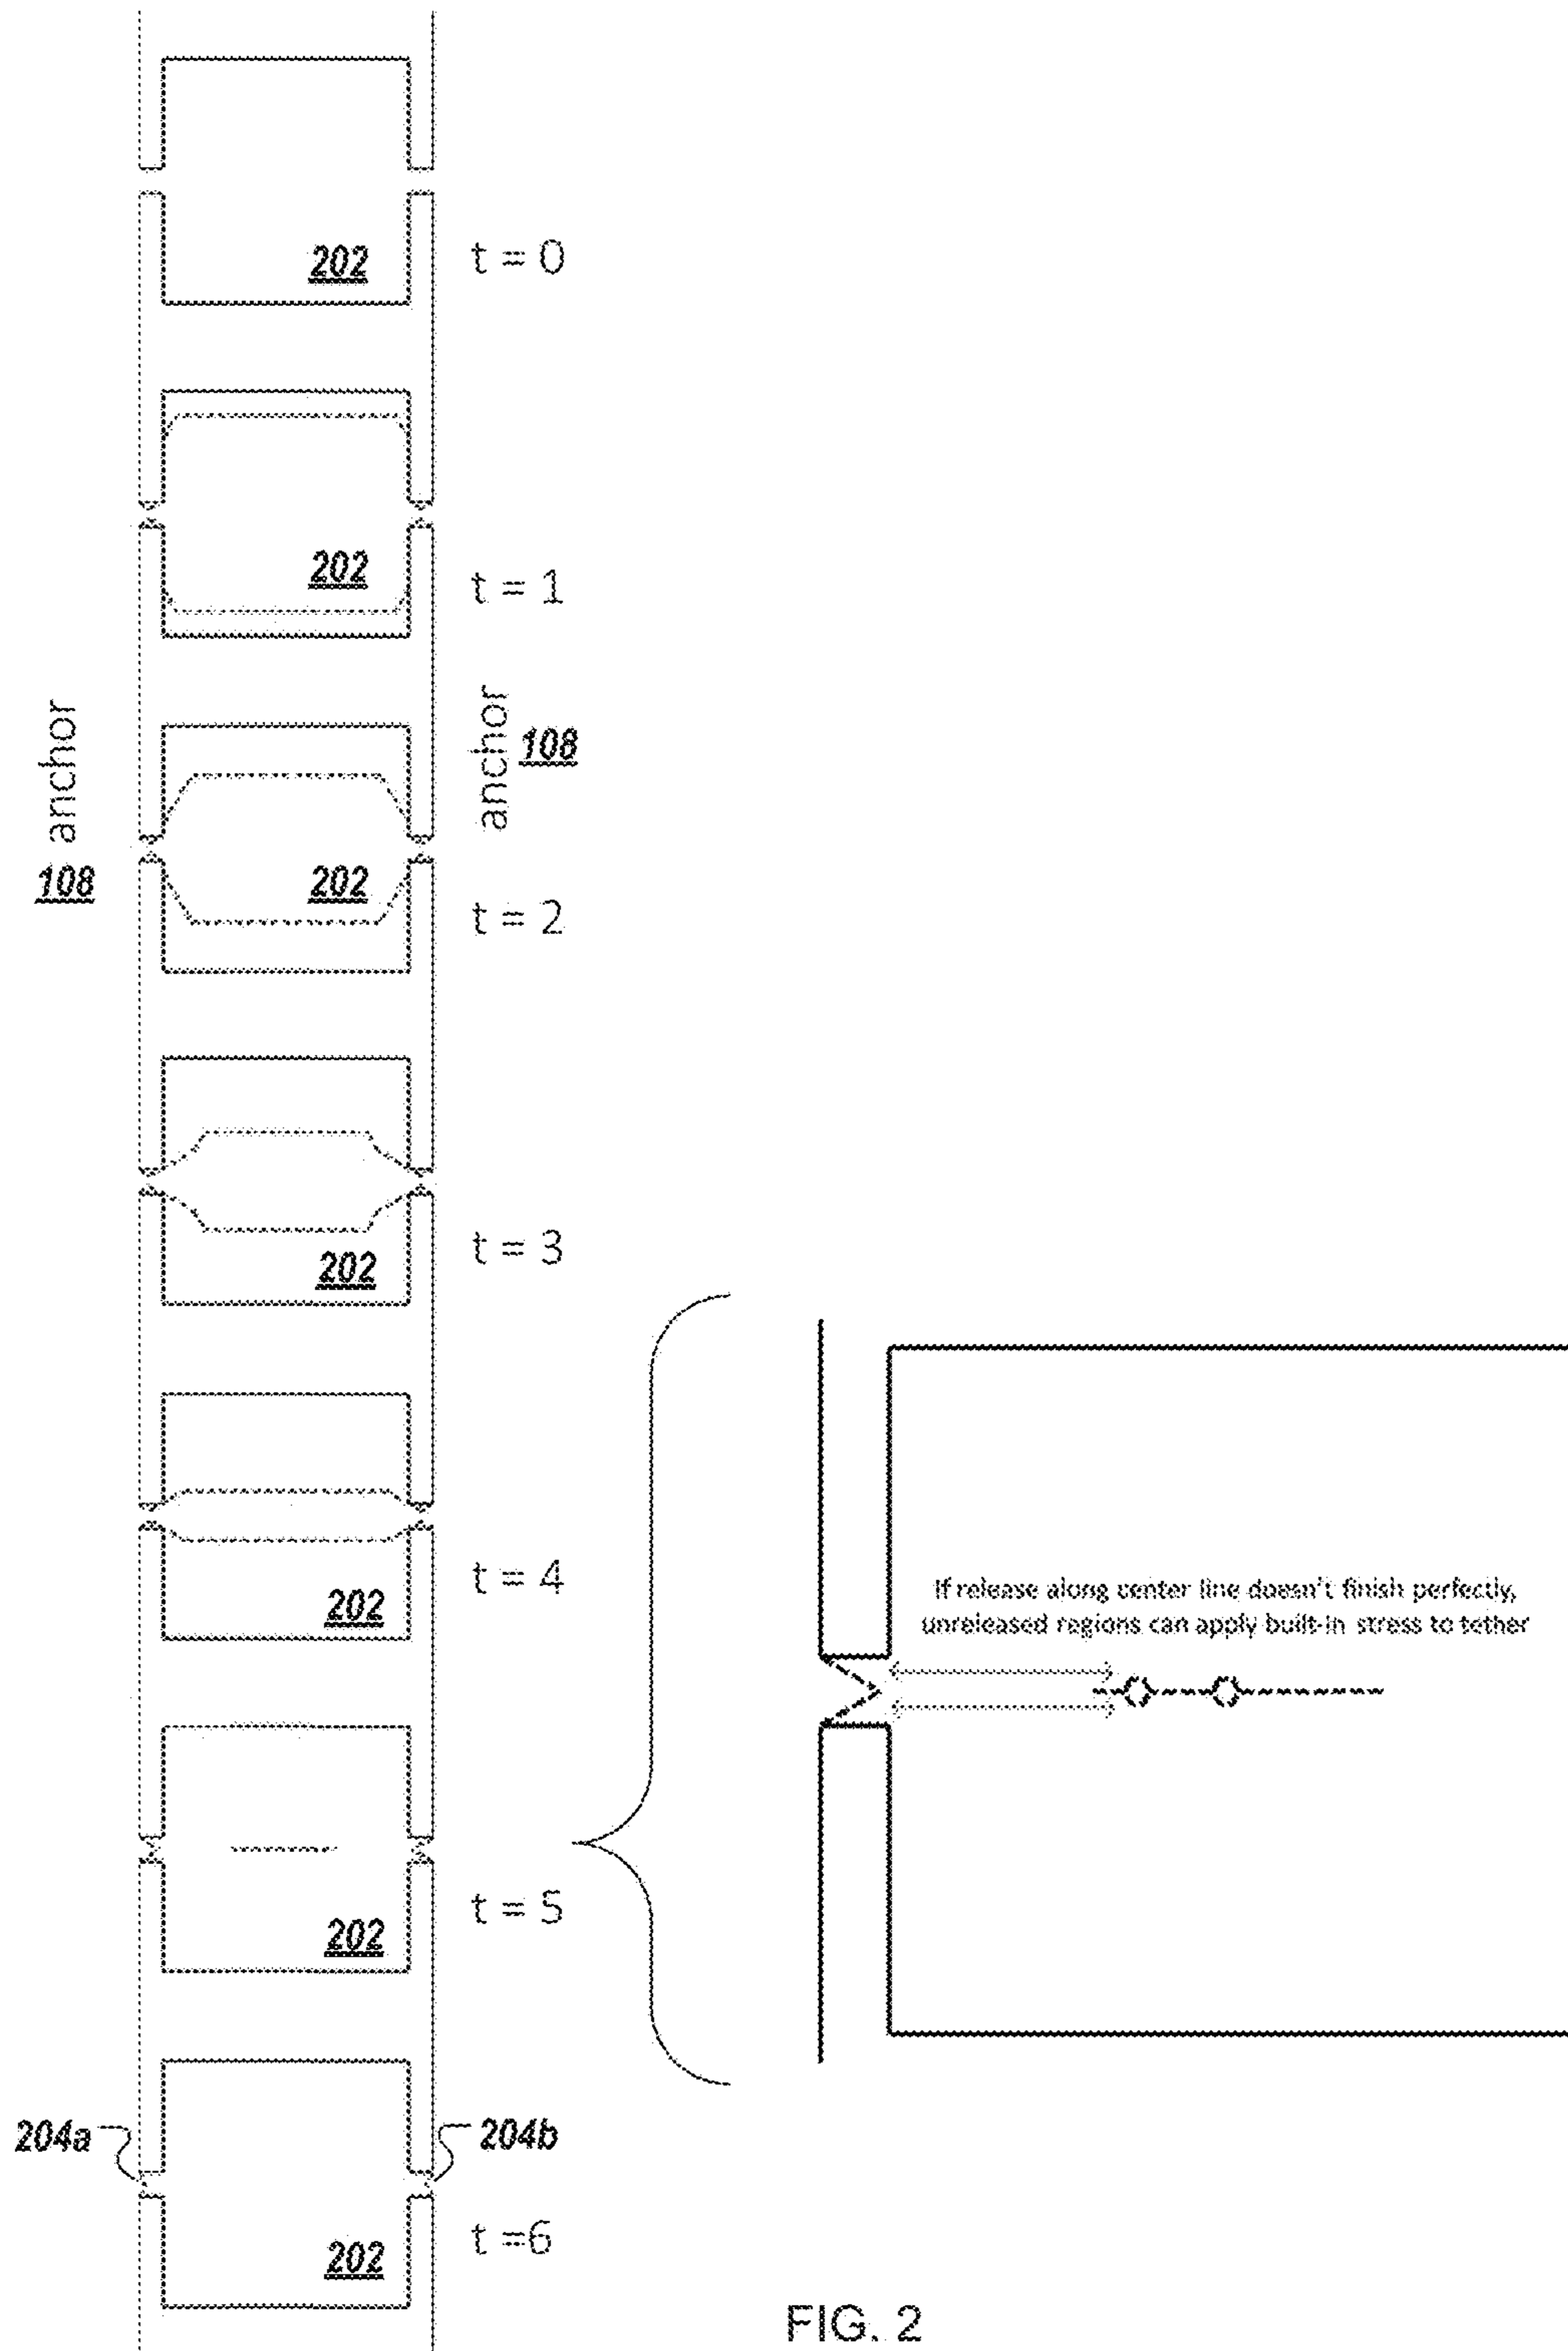 202
t = 0
202
t = 1
anchor
108
anchor
108
202
t = 2
202
t = 3
202
t = 4
If release along center line doesn't finish perfectly,
unreleased regions can apply built-in stress to tether
202
t = 5
204a
204b
202
t =6
FIG. 2